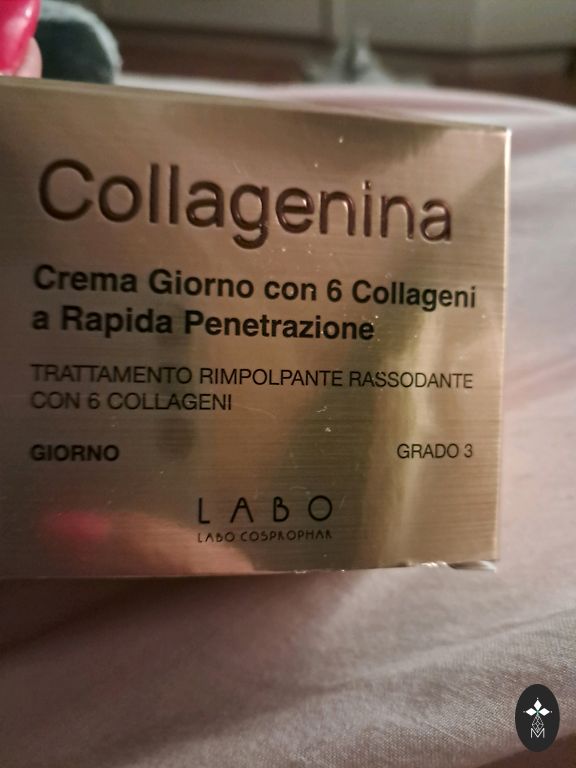 Collagenina
Crema Giorno con 6 Collageni
a Rapida Penetrazione
TRATTAMENTO RIMPOLPANTE RASSODANTE
CON 6 COLLAGENI
GIORNO GRADO 3
LABO
LABO COSPROPHAR
M